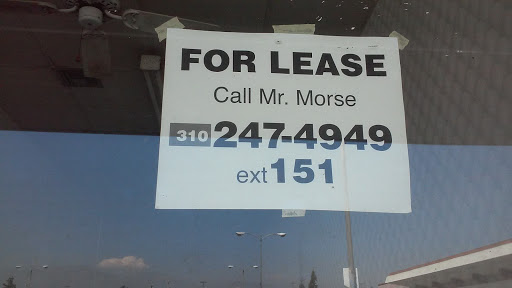 FOR LEASE
Call Mr. Morse
310 247-4949
ext 151